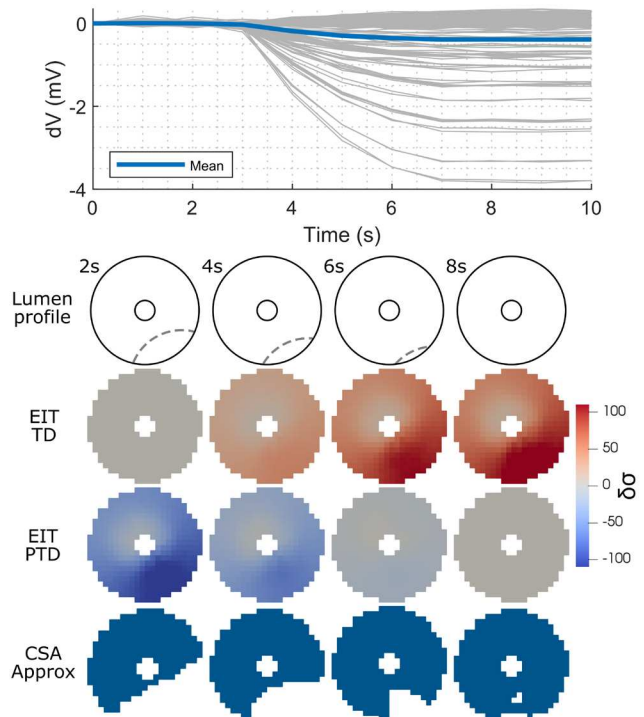 dV (mV)
0
-2
-4
Mean
0 2 4 6 8 10
Time (s)
2s 4s 6s 8s
Lumen
profile
EIT
TD
EIT
PTD
CSA
Approx
100
50
0
-50
-100
δσ